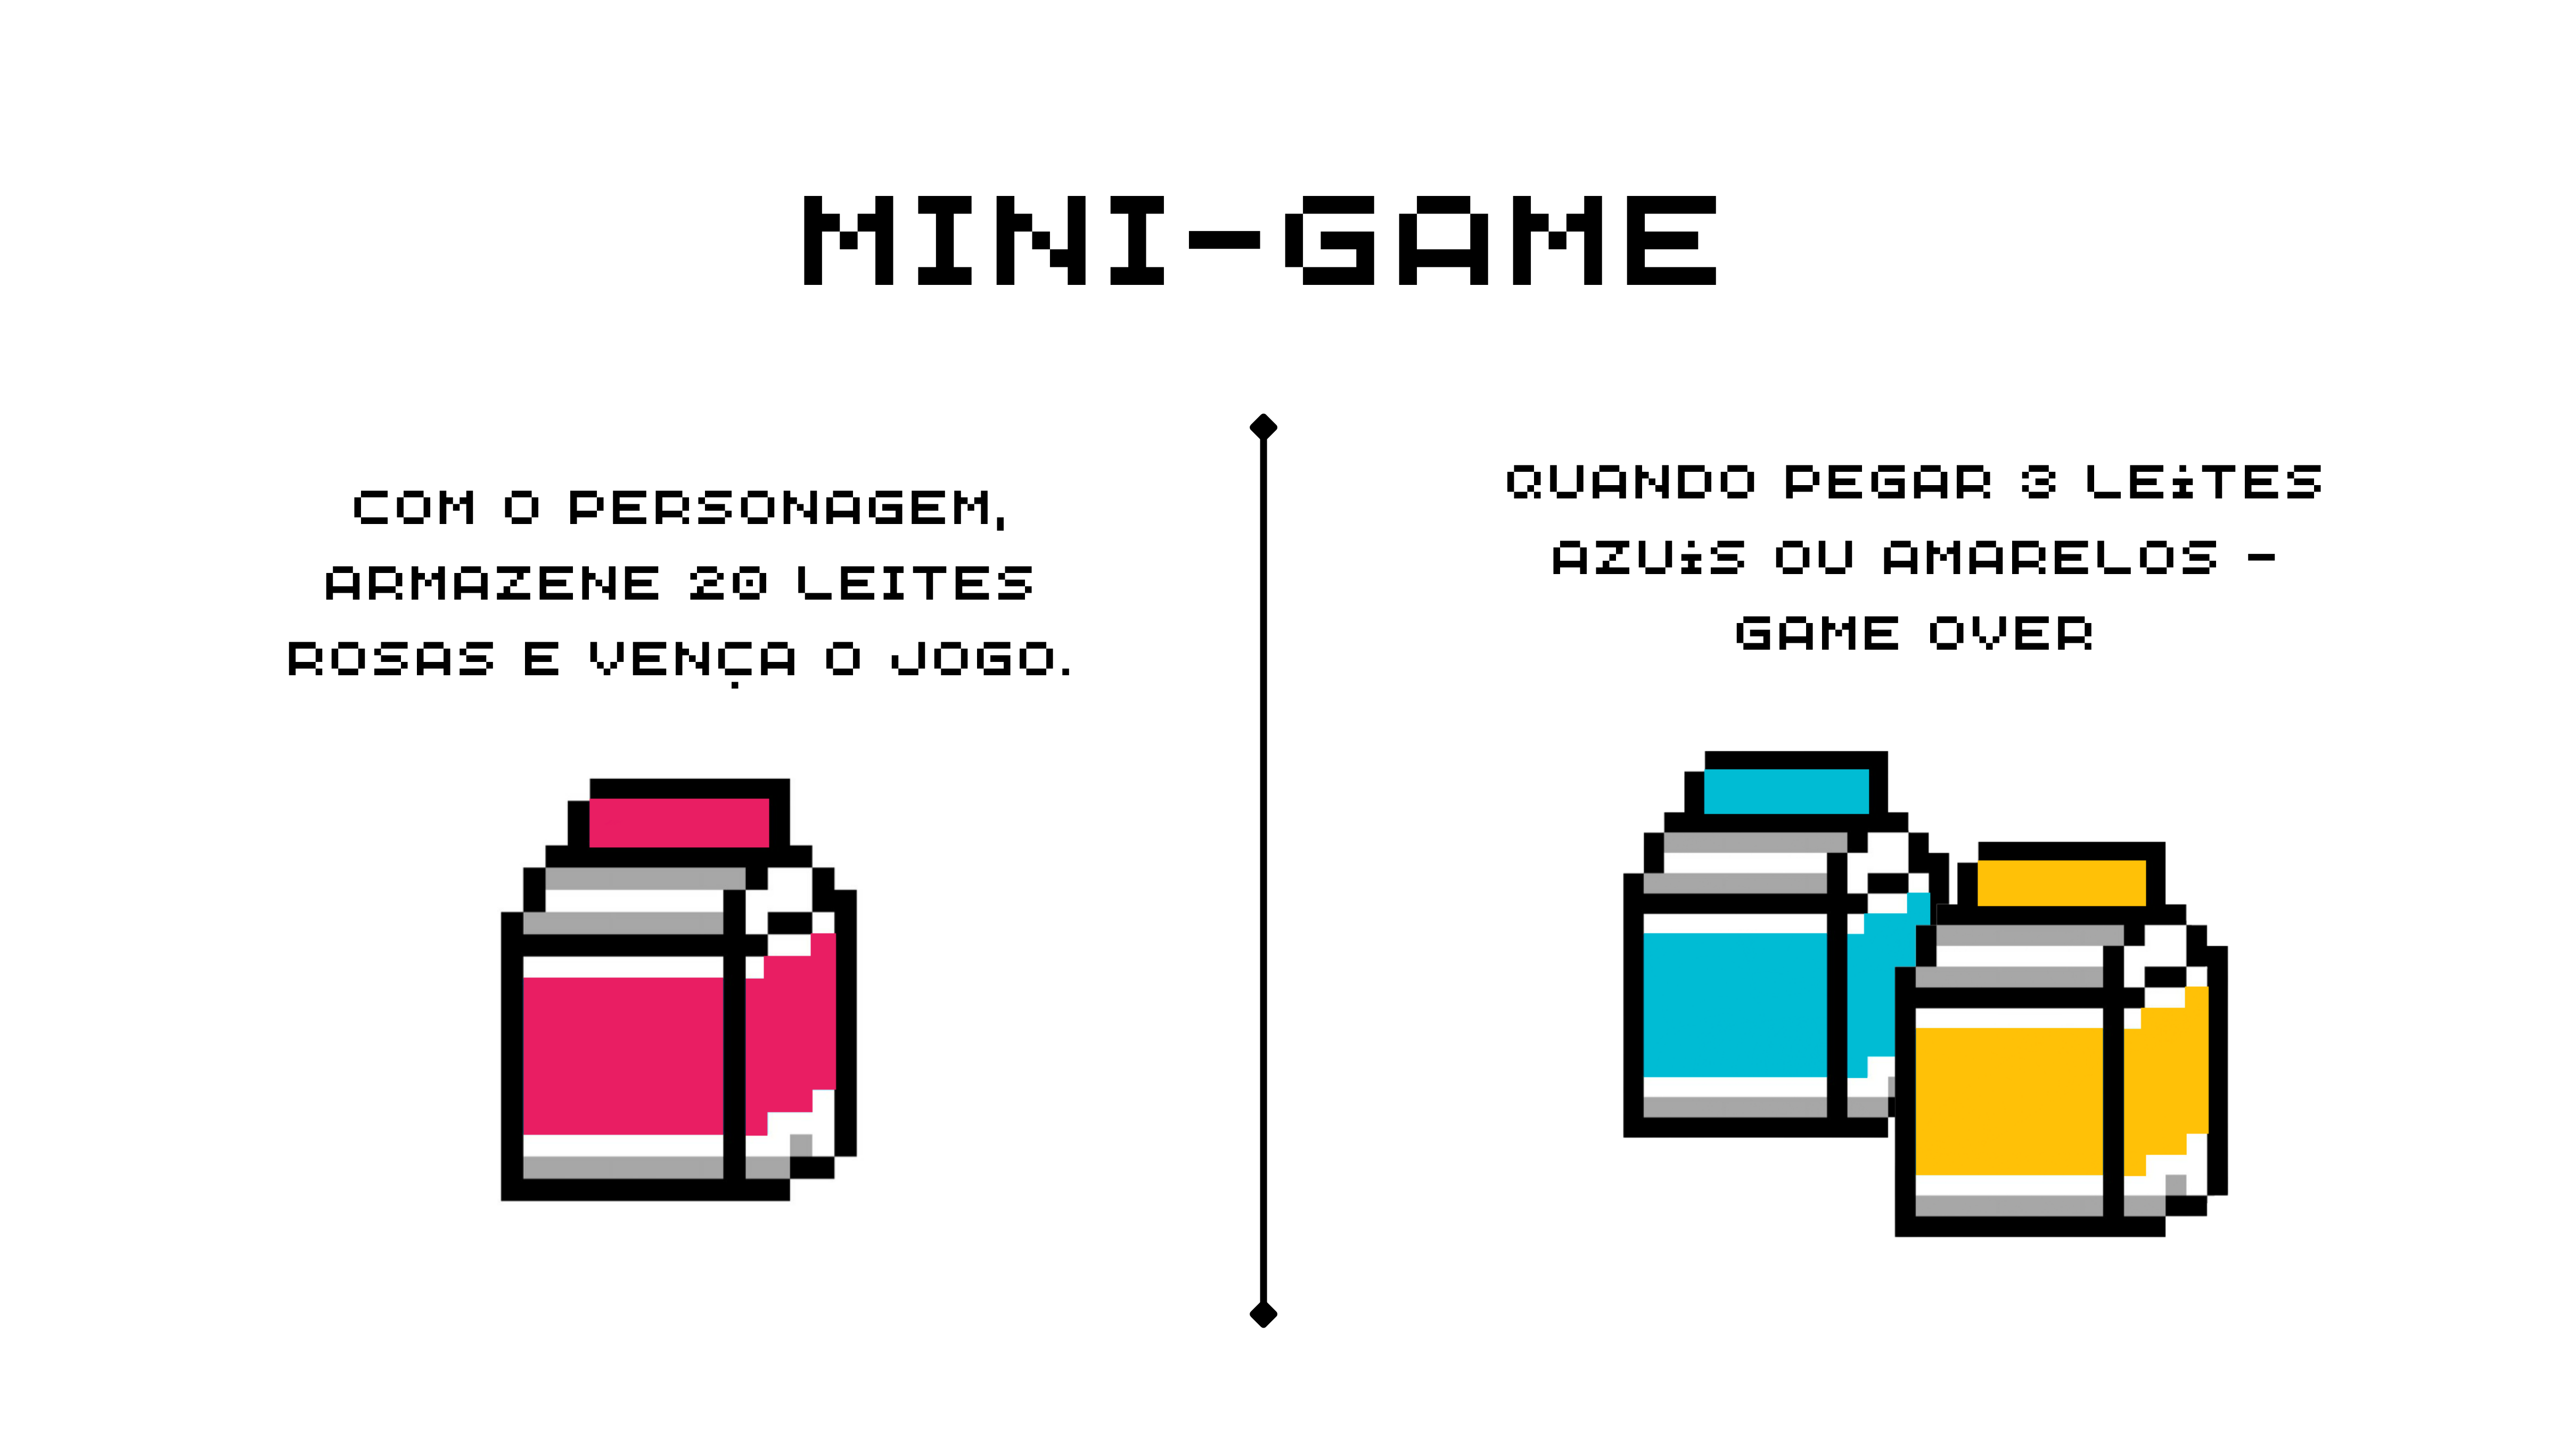 MINI-GAME
COM O PERSONAGEM,
ARMAZENE 20 LEITES
ROSAS E VENÇA O JOGO.
QUANDO PEGAR 3 LEiTES
AZUiS OU AMARELOS -
GAME OVER